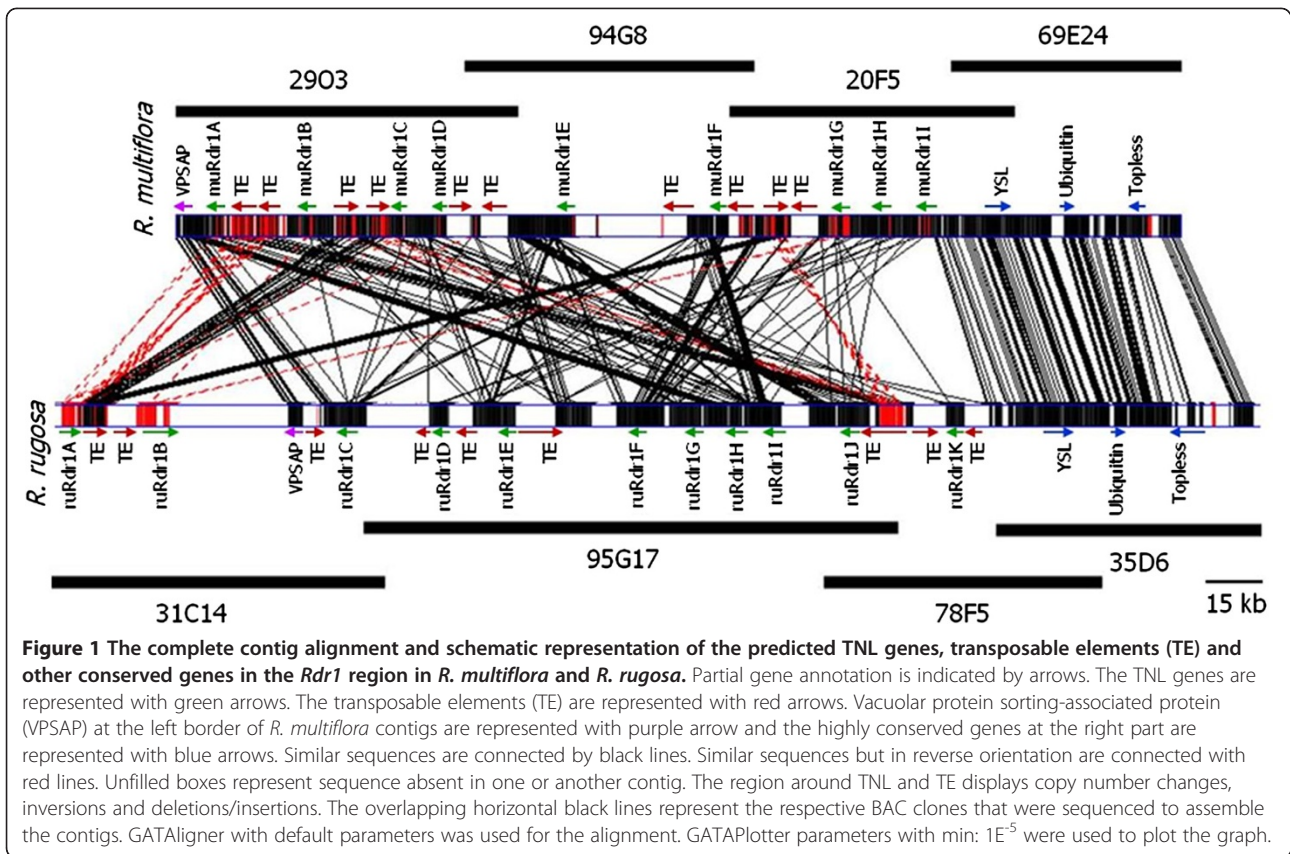 94G8
69E24
29O3
20F5
R. multiflora
VPSAP
muRdr1A
TE
TE
muRdr1B
TE
TE
muRdr1C
muRdr1D
TE
TE
muRdr1E
TE
muRdr1F
TE
TE
TE
muRdr1G
muRdr1H
muRdr1I
YSL
Ubiquitin
Topless
R. rugosa
ruRdr1A
TE
TE
ruRdr1B
VPSAP
TE
ruRdr1C
TE
ruRdr1D
TE
ruRdr1E
TE
ruRdr1F
ruRdr1G
ruRdr1H
ruRdr1I
ruRdr1J
TE
TE
ruRdr1K
TE
YSL
Ubiquitin
Topless
95G17
35D6
31C14
78F5
15 kb
Figure 1 The complete contig alignment and schematic representation of the predicted TNL genes, transposable elements (TE) and
other conserved genes in the Rdr1 region in R. multiflora and R. rugosa. Partial gene annotation is indicated by arrows. The TNL genes are
represented with green arrows. The transposable elements (TE) are represented with red arrows. Vacuolar protein sorting-associated protein
(VPSAP) at the left border of R. multiflora contigs are represented with purple arrow and the highly conserved genes at the right part are
represented with blue arrows. Similar sequences are connected by black lines. Similar sequences but in reverse orientation are connected with
red lines. Unfilled boxes represent sequence absent in one or another contig. The region around TNL and TE displays copy number changes,
inversions and deletions/insertions. The overlapping horizontal black lines represent the respective BAC clones that were sequenced to assemble
the contigs. GATAligner with default parameters was used for the alignment. GATAPlotter parameters with min: 1E⁻⁵ were used to plot the graph.